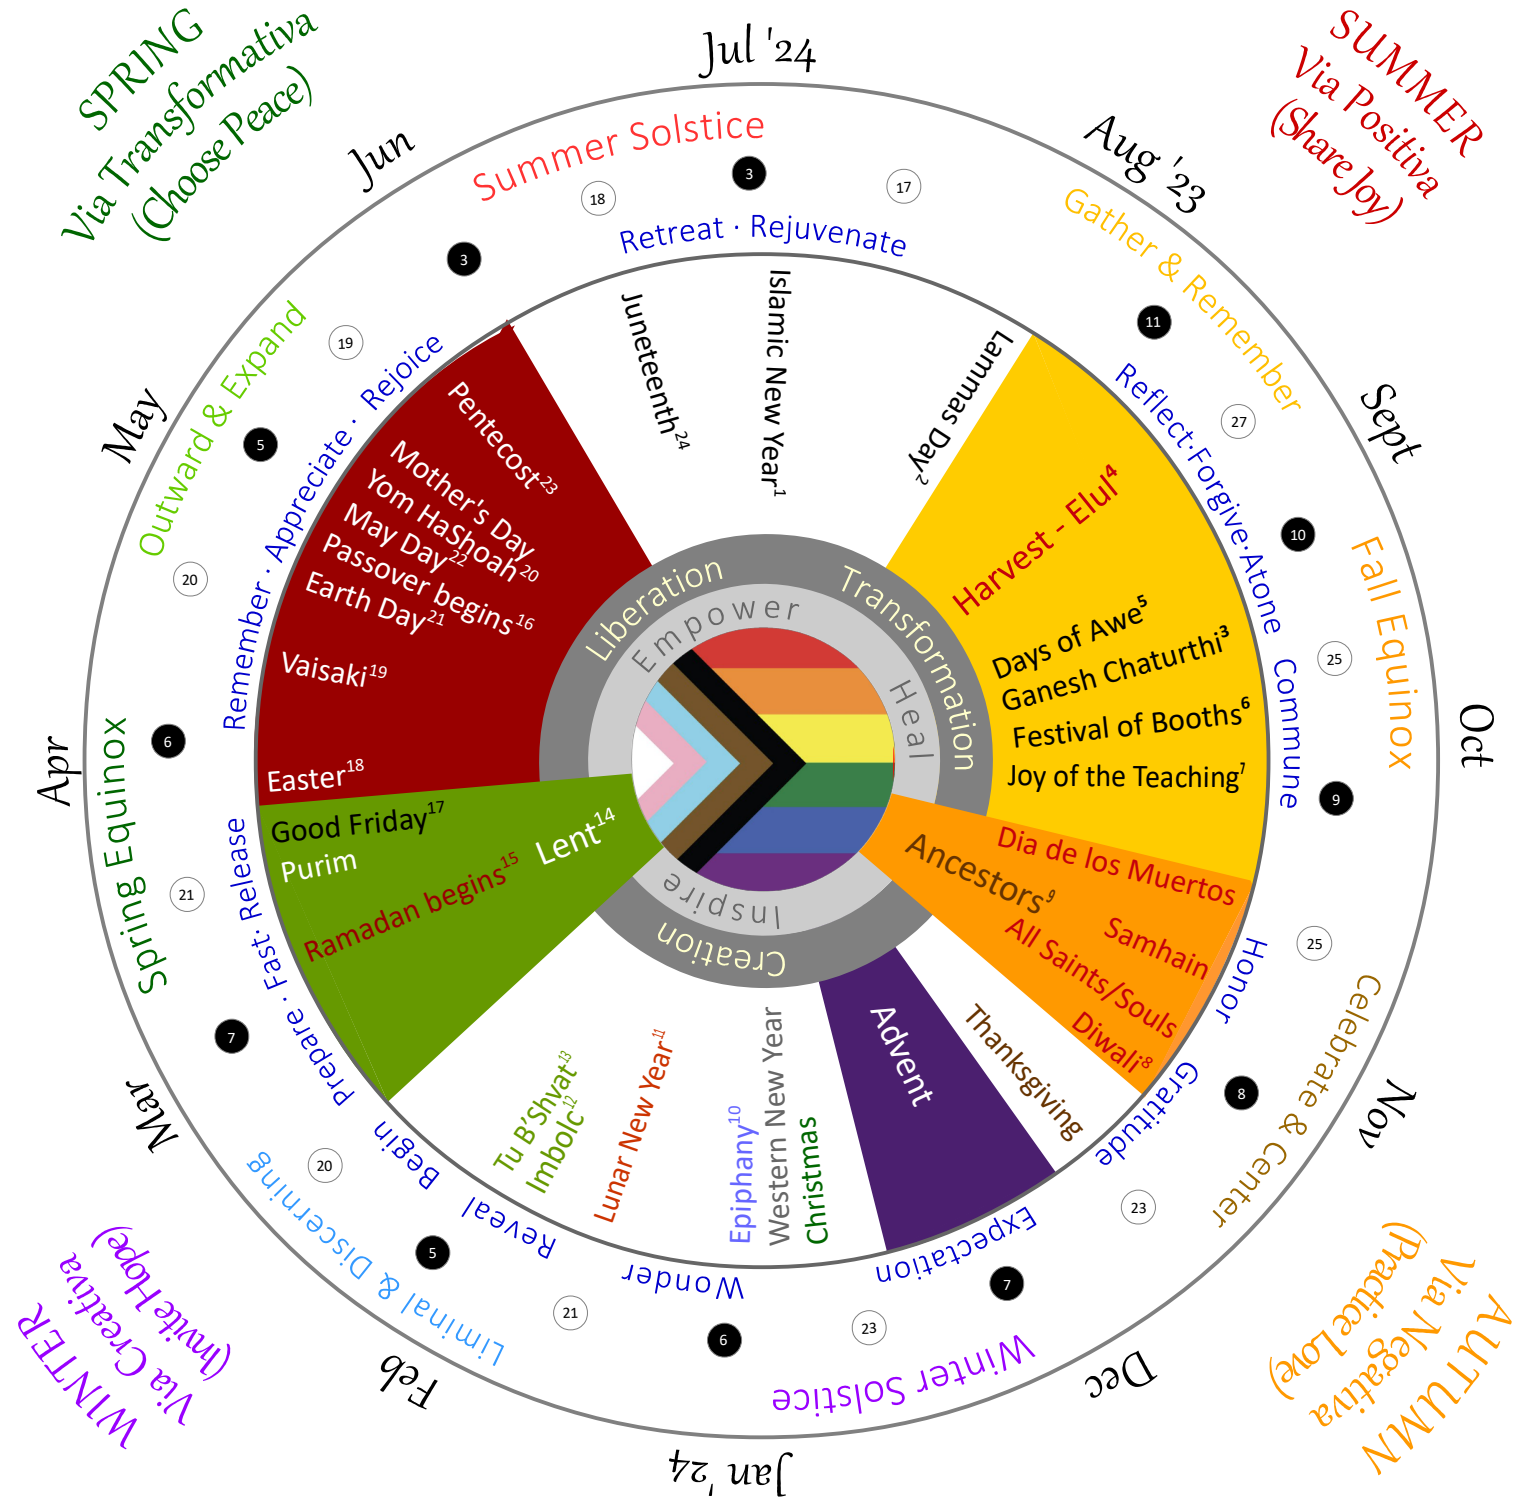 SPRING
Via Transformativa
(Choose Peace)
SUMMER
Via Positiva
(Share Joy)
AUTUMN
Via Negativa
(Practice Love)
WINTER
Via Creativa
(Invite Hope)
Jul '24
Aug '23
Sept
Oct
Nov
Dec
Jan '24
Feb
Mar
Apr
May
Jun
Summer Solstice
Gather & Remember
Fall Equinox
Celebrate & Center
Winter Solstice
Liminal & Discerning
Spring Equinox
Outward & Expand
3
17
11
27
10
25
9
25
8
23
7
23
6
21
5
20
7
21
6
20
5
19
3
18
Retreat · Rejuvenate
Reflect·Forgive·Atone
Commune
Honor
Gratitude
Expectation
Wonder
Reveal
Begin
Prepare · Fast· Release
Remember · Appreciate · Rejoice
Juneteenth24
Islamic New Year1
Lammas Day2
Harvest - Elul4
Days of Awe5
Ganesh Chaturthi3
Festival of Booths6
Joy of the Teaching7
Dia de los Muertos
Ancestors9
Samhain
All Saints/Souls
Diwali8
Thanksgiving
Advent
Christmas
Western New Year
Epiphany10
Lunar New Year11
Imbolc12
Tu B’Shvat13
Lent14
Ramadan begins15
Purim
Good Friday17
Easter18
Vaisaki19
Earth Day21
Passover begins16
May Day22
Yom HaShoah20
Mother's Day
Pentecost23
Liberation
Transformation
Creation
Empower
Heal
Inspire